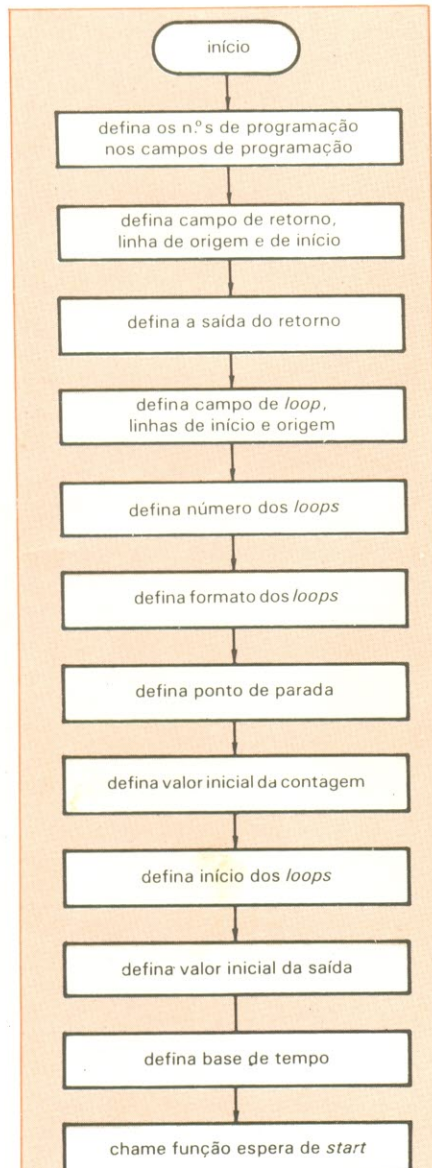 início
defina os n.ºs de programação
nos campos de programação
defina campo de retorno,
linha de origem e de início
defina a saída do retorno
defina campo de loop,
linhas de início e origem
defina número dos loops
defina formato dos loops
defina ponto de parada
defina valor inicial da contagem
defina início dos loops
defina valor inicial da saída
defina base de tempo
chame função espera de start